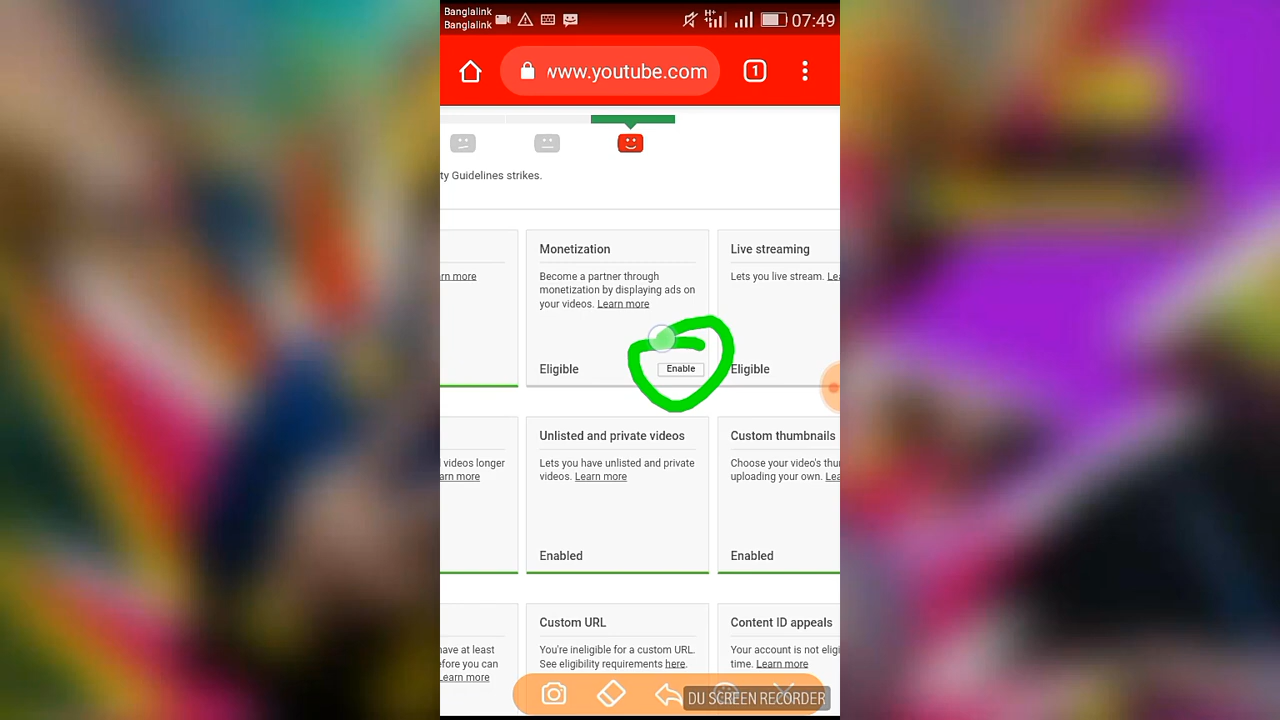 Banglalink
Banglalink
H+
07:49
www.youtube.com
1
ty Guidelines strikes.
rn more
Monetization
Become a partner through
monetization by displaying ads on
your videos. Learn more
Eligible
Enable
Live streaming
Lets you live stream. Lea
Eligible
videos longer
arn more
Unlisted and private videos
Lets you have unlisted and private
videos. Learn more
Enabled
Custom thumbnails
Choose your video's thu
uploading your own. Lea
Enabled
have at least
efore you can
Learn more
Custom URL
You're ineligible for a custom URL.
See eligibility requirements here.
Content ID appeals
Your account is not eligi
time. Learn more
DU SCREEN RECORDER